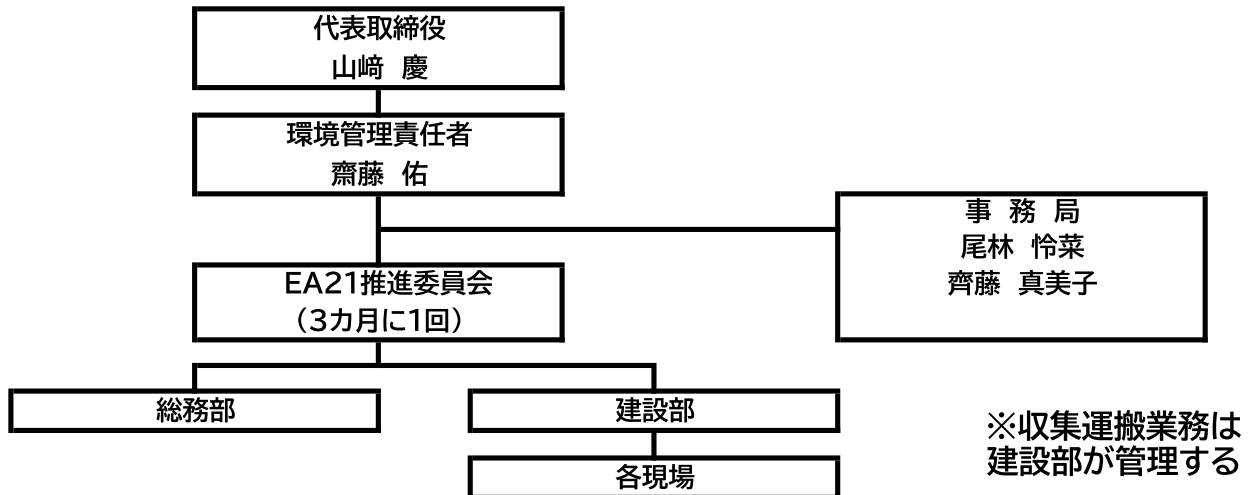 代表取締役
山﨑 慶
環境管理責任者
齋藤 佑
事 務 局
尾林 怜菜
齊藤 真美子
EA21推進委員会
（3カ月に1回）
総務部
建設部
※収集運搬業務は
建設部が管理する
各現場